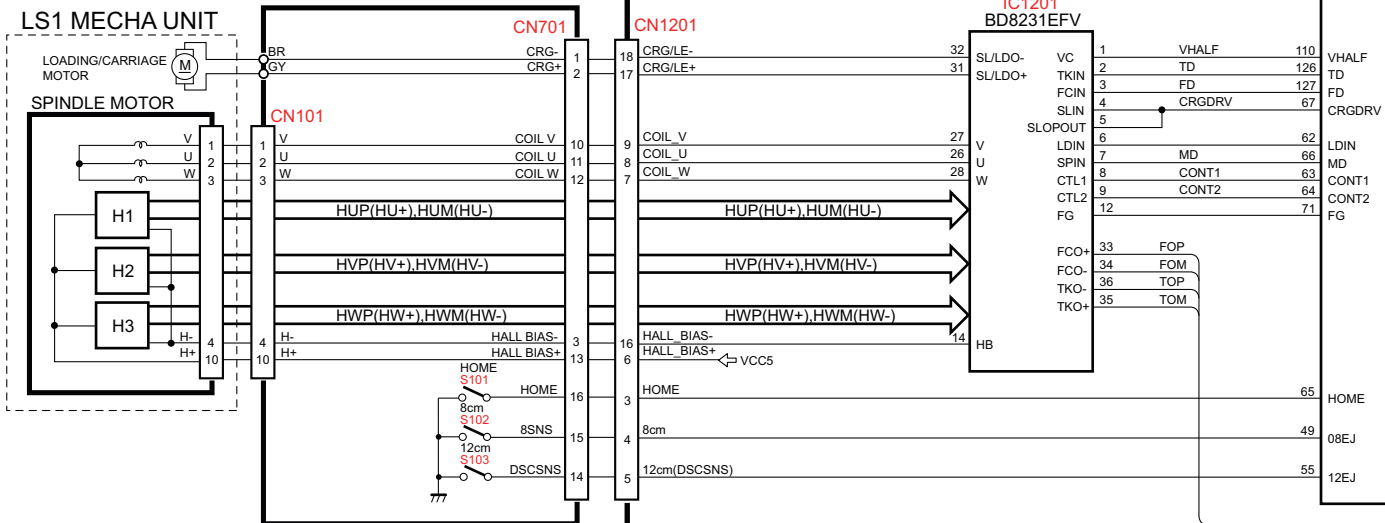 LS1 MECHA UNIT
CN701
CN1201
IC1201
BD8231EFV
LOADING/CARRIAGE
MOTOR
M
BR
GY
CRG-
CRG+
1
2
18
17
CRG/LE-
CRG/LE+
32
31
SL/LDO-
SL/LDO+
VC
TKIN
FCIN
SLIN
SLOPOUT
LDIN
SPIN
CTL1
CTL2
FG
1
2
3
4
5
6
7
8
9
12
VHALF
TD
FD
CRGDRV
MD
CONT1
CONT2
110
126
127
67
62
66
63
64
71
VHALF
TD
FD
CRGDRV
LDIN
MD
CONT1
CONT2
FG
SPINDLE MOTOR
CN101
V
U
W
1
2
3
1
2
3
V
U
W
COIL V
COIL U
COIL W
10
11
12
9
8
7
COIL_V
COIL_U
COIL_W
27
26
28
V
U
W
H1
HUP(HU+),HUM(HU-)
HUP(HU+),HUM(HU-)
H2
HVP(HV+),HVM(HV-)
HVP(HV+),HVM(HV-)
H3
HWP(HW+),HWM(HW-)
HWP(HW+),HWM(HW-)
FCO+
FCO-
TKO-
TKO+
33
34
36
35
FOP
FOM
TOP
TOM
H-
H+
4
10
4
10
H-
H+
HALL BIAS-
HALL BIAS+
3
13
16
6
HALL_BIAS-
HALL_BIAS+
VCC5
14
HB
HOME
S101
HOME
16
3
HOME
65
HOME
8cm
S102
8SNS
15
4
8cm
49
08EJ
12cm
S103
DSCSNS
14
5
12cm(DSCSNS)
55
12EJ